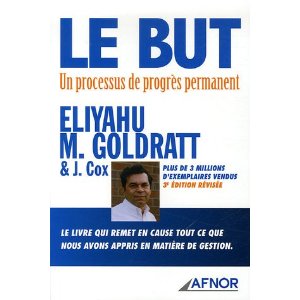 LE BUT
Un processus de progrès permanent
ELIYAHU
M. GOLDRATT
& J. Cox
PLUS DE 3 MILLIONS
D'EXEMPLAIRES VENDUS
3e ÉDITION RÉVISÉE
LE LIVRE QUI REMET EN CAUSE TOUT CE QUE
NOUS AVONS APPRIS EN MATIÈRE DE GESTION.
AFNOR